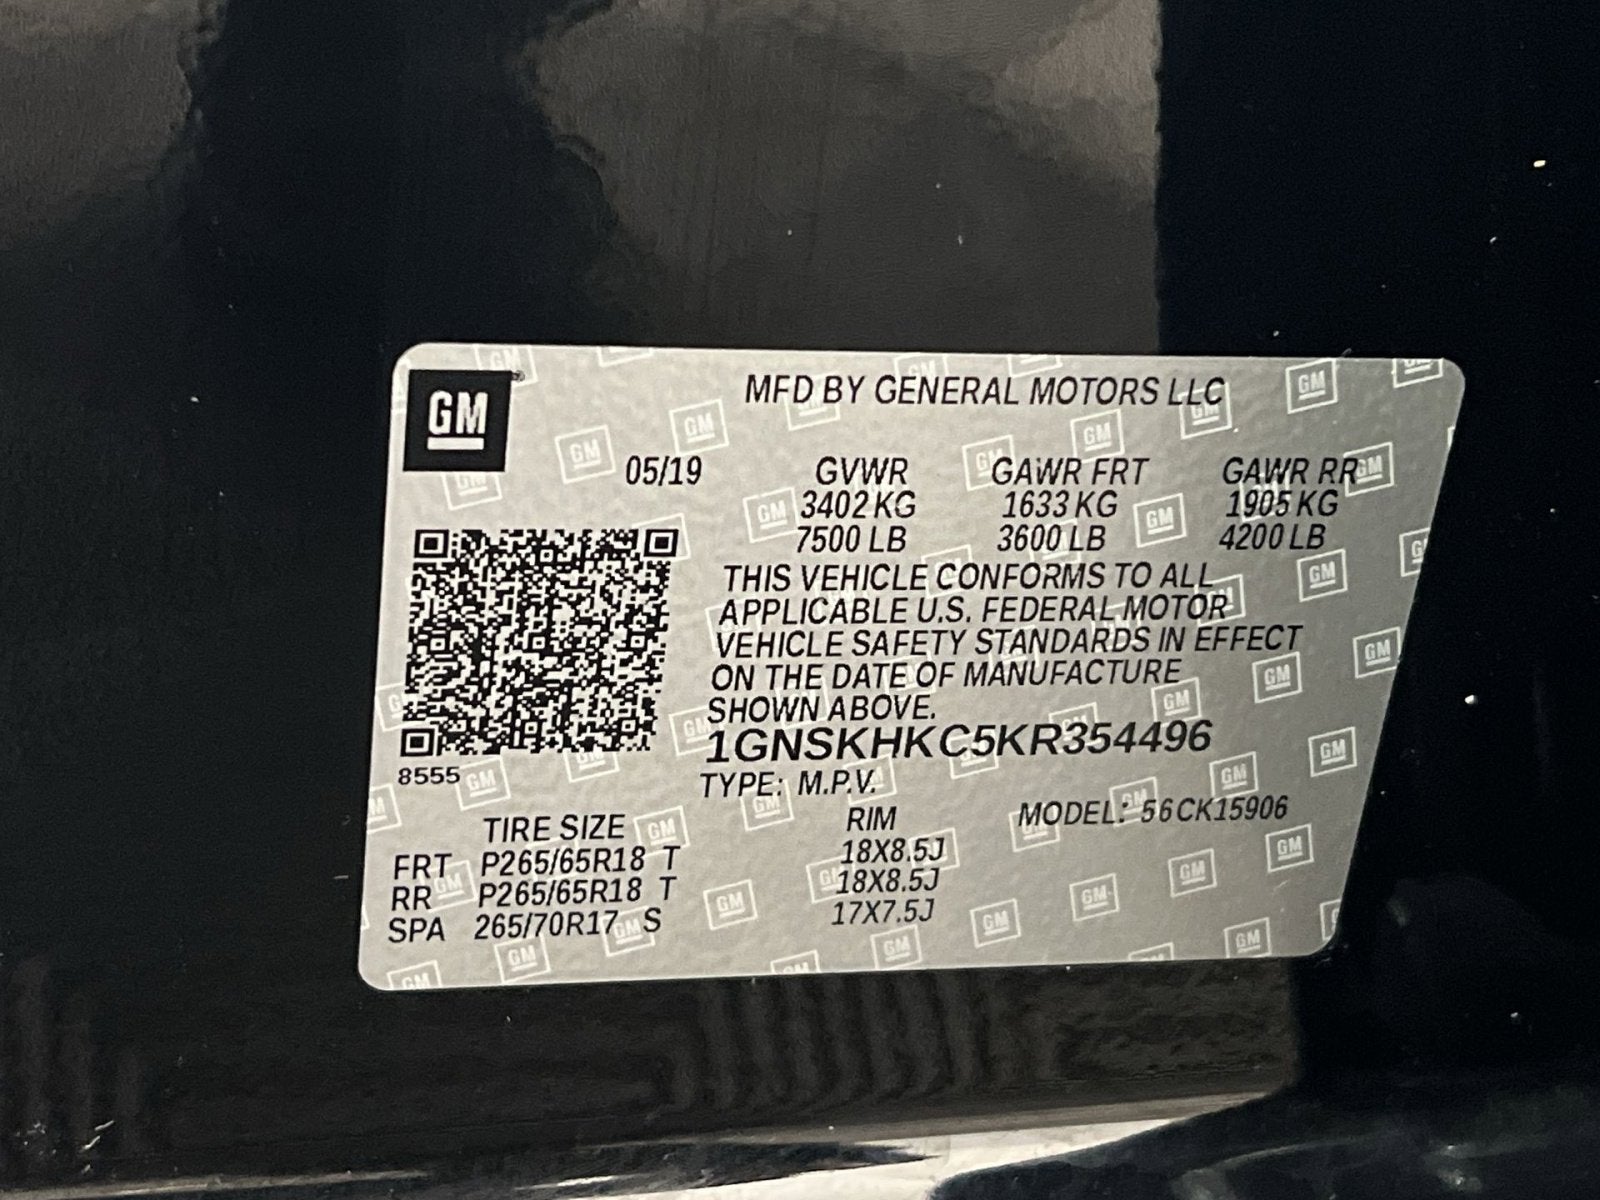 GM
MFD BY GENERAL MOTORS LLC
05/19 GVWR GAWR FRT GAWR RR
3402 KG 1633 KG 1905 KG
7500 LB 3600 LB 4200 LB
THIS VEHICLE CONFORMS TO ALL
APPLICABLE U.S. FEDERAL MOTOR
VEHICLE SAFETY STANDARDS IN EFFECT
ON THE DATE OF MANUFACTURE
SHOWN ABOVE.
1GNSKHKC5KR354496
8555
TYPE: M.P.V.
MODEL: 56CK15906
TIRE SIZE RIM
FRT P265/65R18 T 18X8.5J
RR P265/65R18 T 18X8.5J
SPA 265/70R17 S 17X7.5J